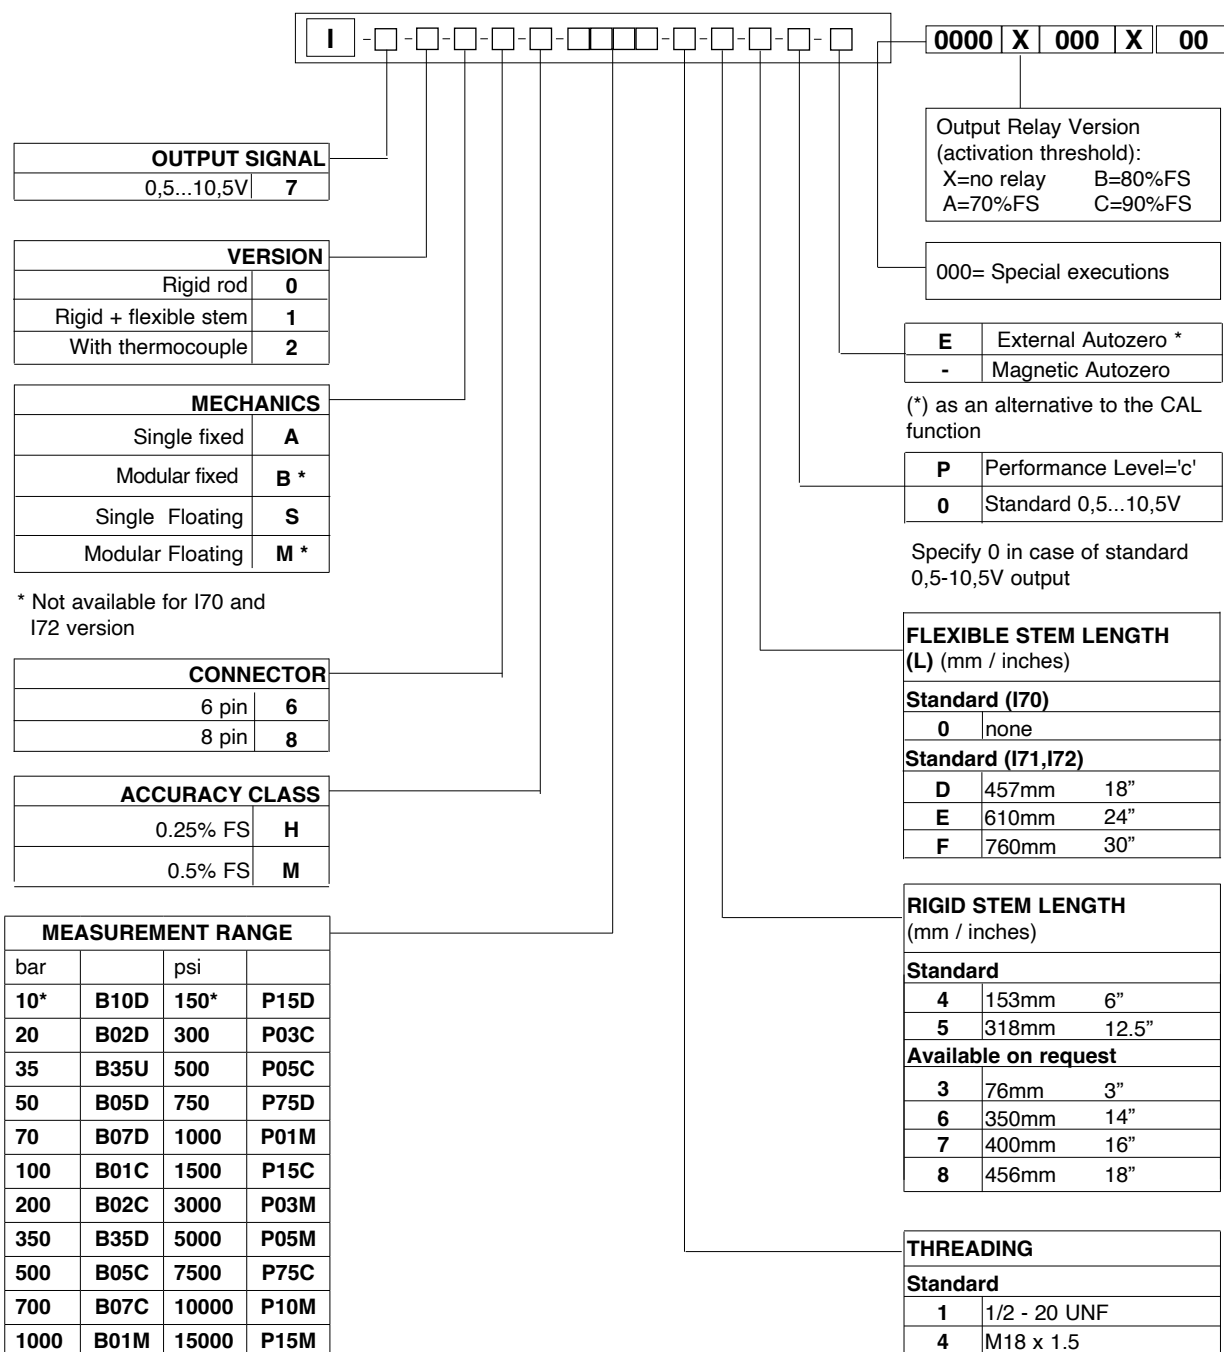 I - - - - - - - - - - -
0000 X 000 X 00
Output Relay Version
(activation threshold):
X=no relay B=80%FS
A=70%FS C=90%FS
OUTPUT SIGNAL
0,5...10,5V 7
VERSION
Rigid rod 0
Rigid + flexible stem 1
With thermocouple 2
MECHANICS
Single fixed A
Modular fixed B *
Single Floating S
Modular Floating M *
* Not available for I70 and
I72 version
CONNECTOR
6 pin 6
8 pin 8
ACCURACY CLASS
0.25% FS H
0.5% FS M
MEASUREMENT RANGE
bar psi
10* B10D 150* P15D
20 B02D 300 P03C
35 B35U 500 P05C
50 B05D 750 P75D
70 B07D 1000 P01M
100 B01C 1500 P15C
200 B02C 3000 P03M
350 B35D 5000 P05M
500 B05C 7500 P75C
700 B07C 10000 P10M
1000 B01M 15000 P15M
000= Special executions
E External Autozero *
- Magnetic Autozero
(*) as an alternative to the CAL
function
P Performance Level='c'
0 Standard 0,5...10,5V
Specify 0 in case of standard
0,5-10,5V output
FLEXIBLE STEM LENGTH
(L) (mm / inches)
Standard (I70)
0 none
Standard (I71,I72)
D 457mm 18”
E 610mm 24”
F 760mm 30”
RIGID STEM LENGTH
(mm / inches)
Standard
4 153mm 6”
5 318mm 12.5”
Available on request
3 76mm 3”
6 350mm 14”
7 400mm 16”
8 456mm 18”
THREADING
Standard
1 1/2 - 20 UNF
4 M18 x 1.5